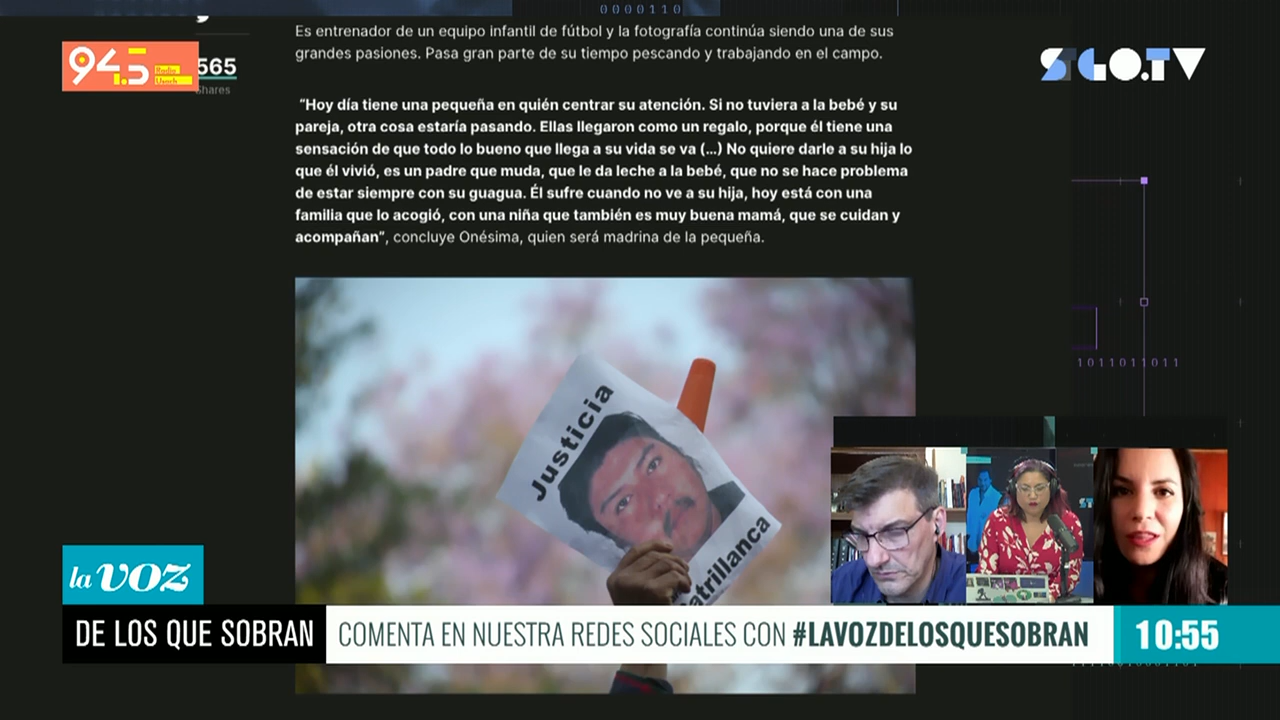 0000110
Es entrenador de un equipo infantil de fútbol y la fotografía continúa siendo una de sus
grandes pasiones. Pasa gran parte de su tiempo pescando y trabajando en el campo.
94.5
Radio
Usach
565
Shares
STGO.TV
“Hoy día tiene una pequeña en quién centrar su atención. Si no tuviera a la bebé y su
pareja, otra cosa estaría pasando. Ellas llegaron como un regalo, porque él tiene una
sensación de que todo lo bueno que llega a su vida se va (...) No quiere darle a su hija lo
que él vivió, es un padre que muda, que le da leche a la bebé, que no se hace problema
de estar siempre con su guagua. Él sufre cuando no ve a su hija, hoy está con una
familia que lo acogió, con una niña que también es muy buena mamá, que se cuidan y
acompañan”, concluye Onésima, quien será madrina de la pequeña.
1011011011
Justicia
atrillanca
la voz
DE LOS QUE SOBRAN
COMENTA EN NUESTRA REDES SOCIALES CON #LAVOZDELOSQUESOBRAN
10:55